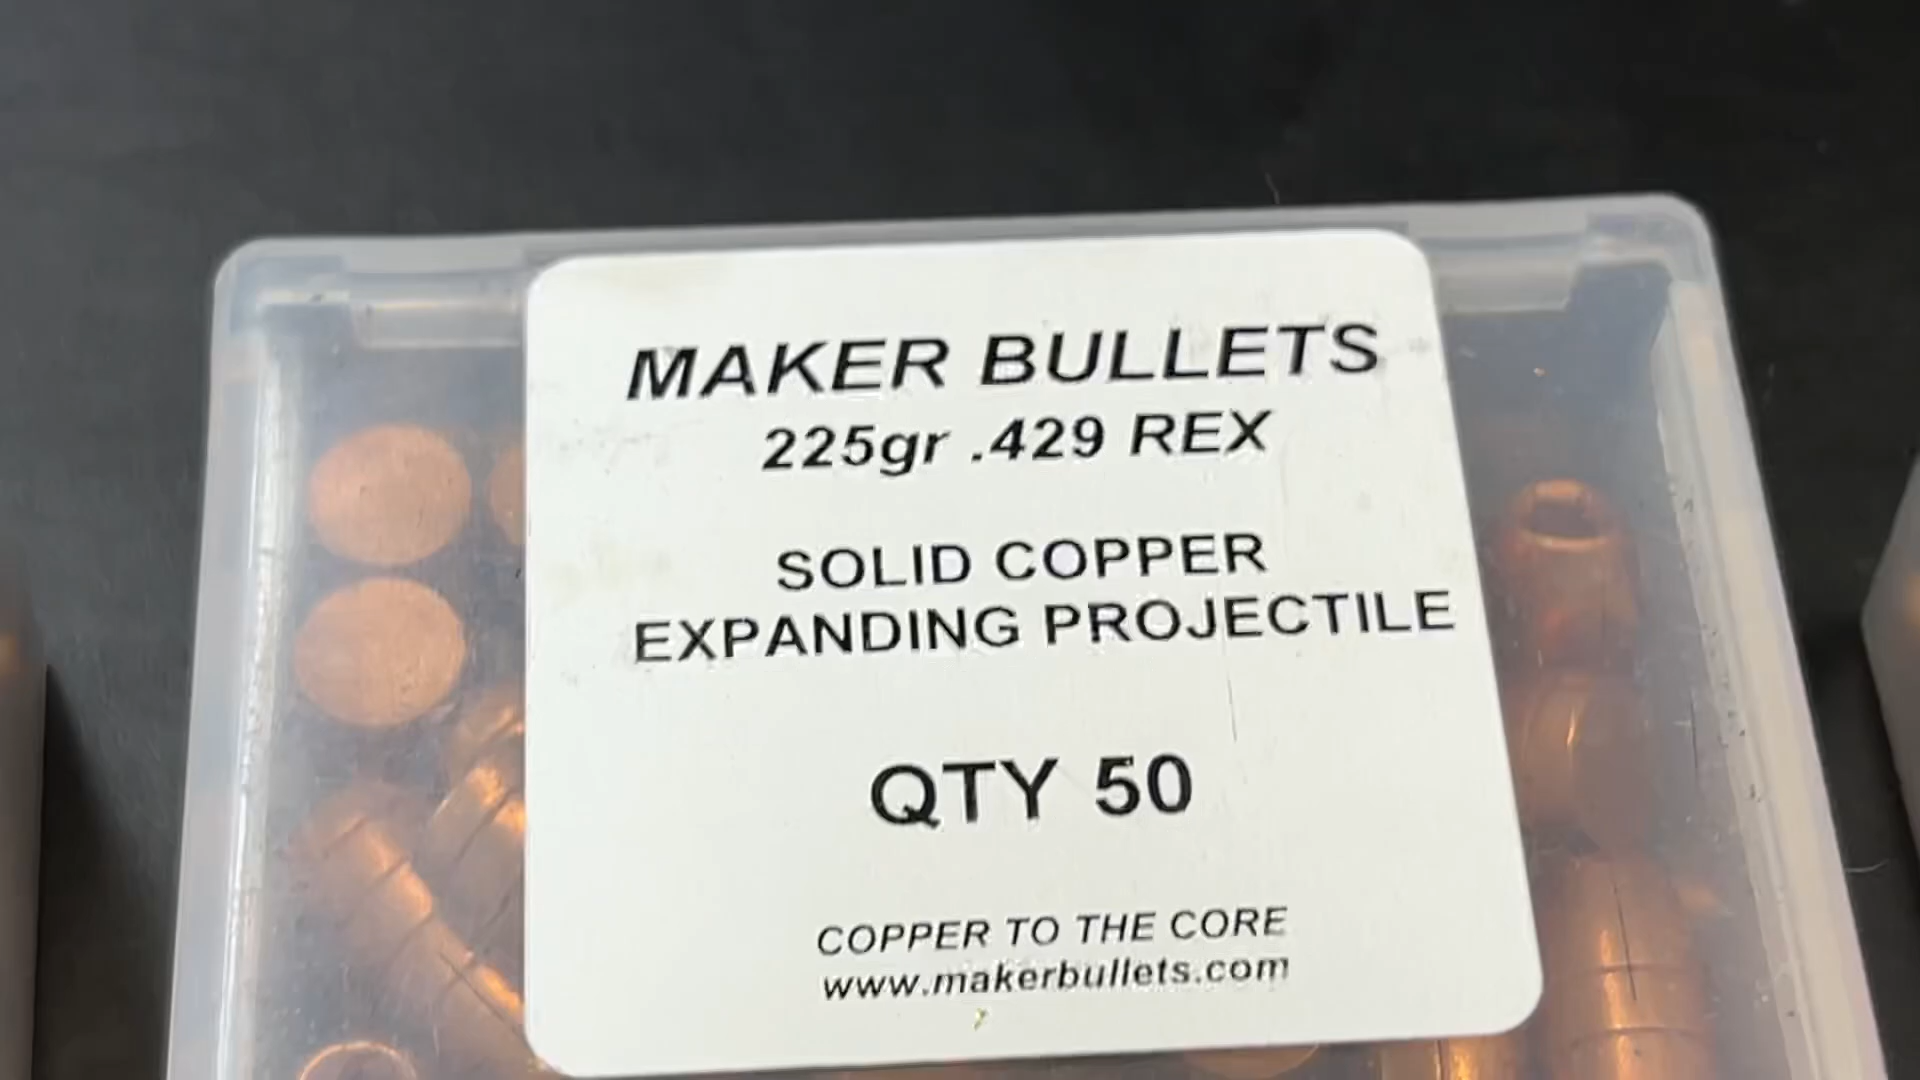 MAKER BULLETS
225gr .429 REX
SOLID COPPER
EXPANDING PROJECTILE
QTY 50
COPPER TO THE CORE
www.makerbullets.com